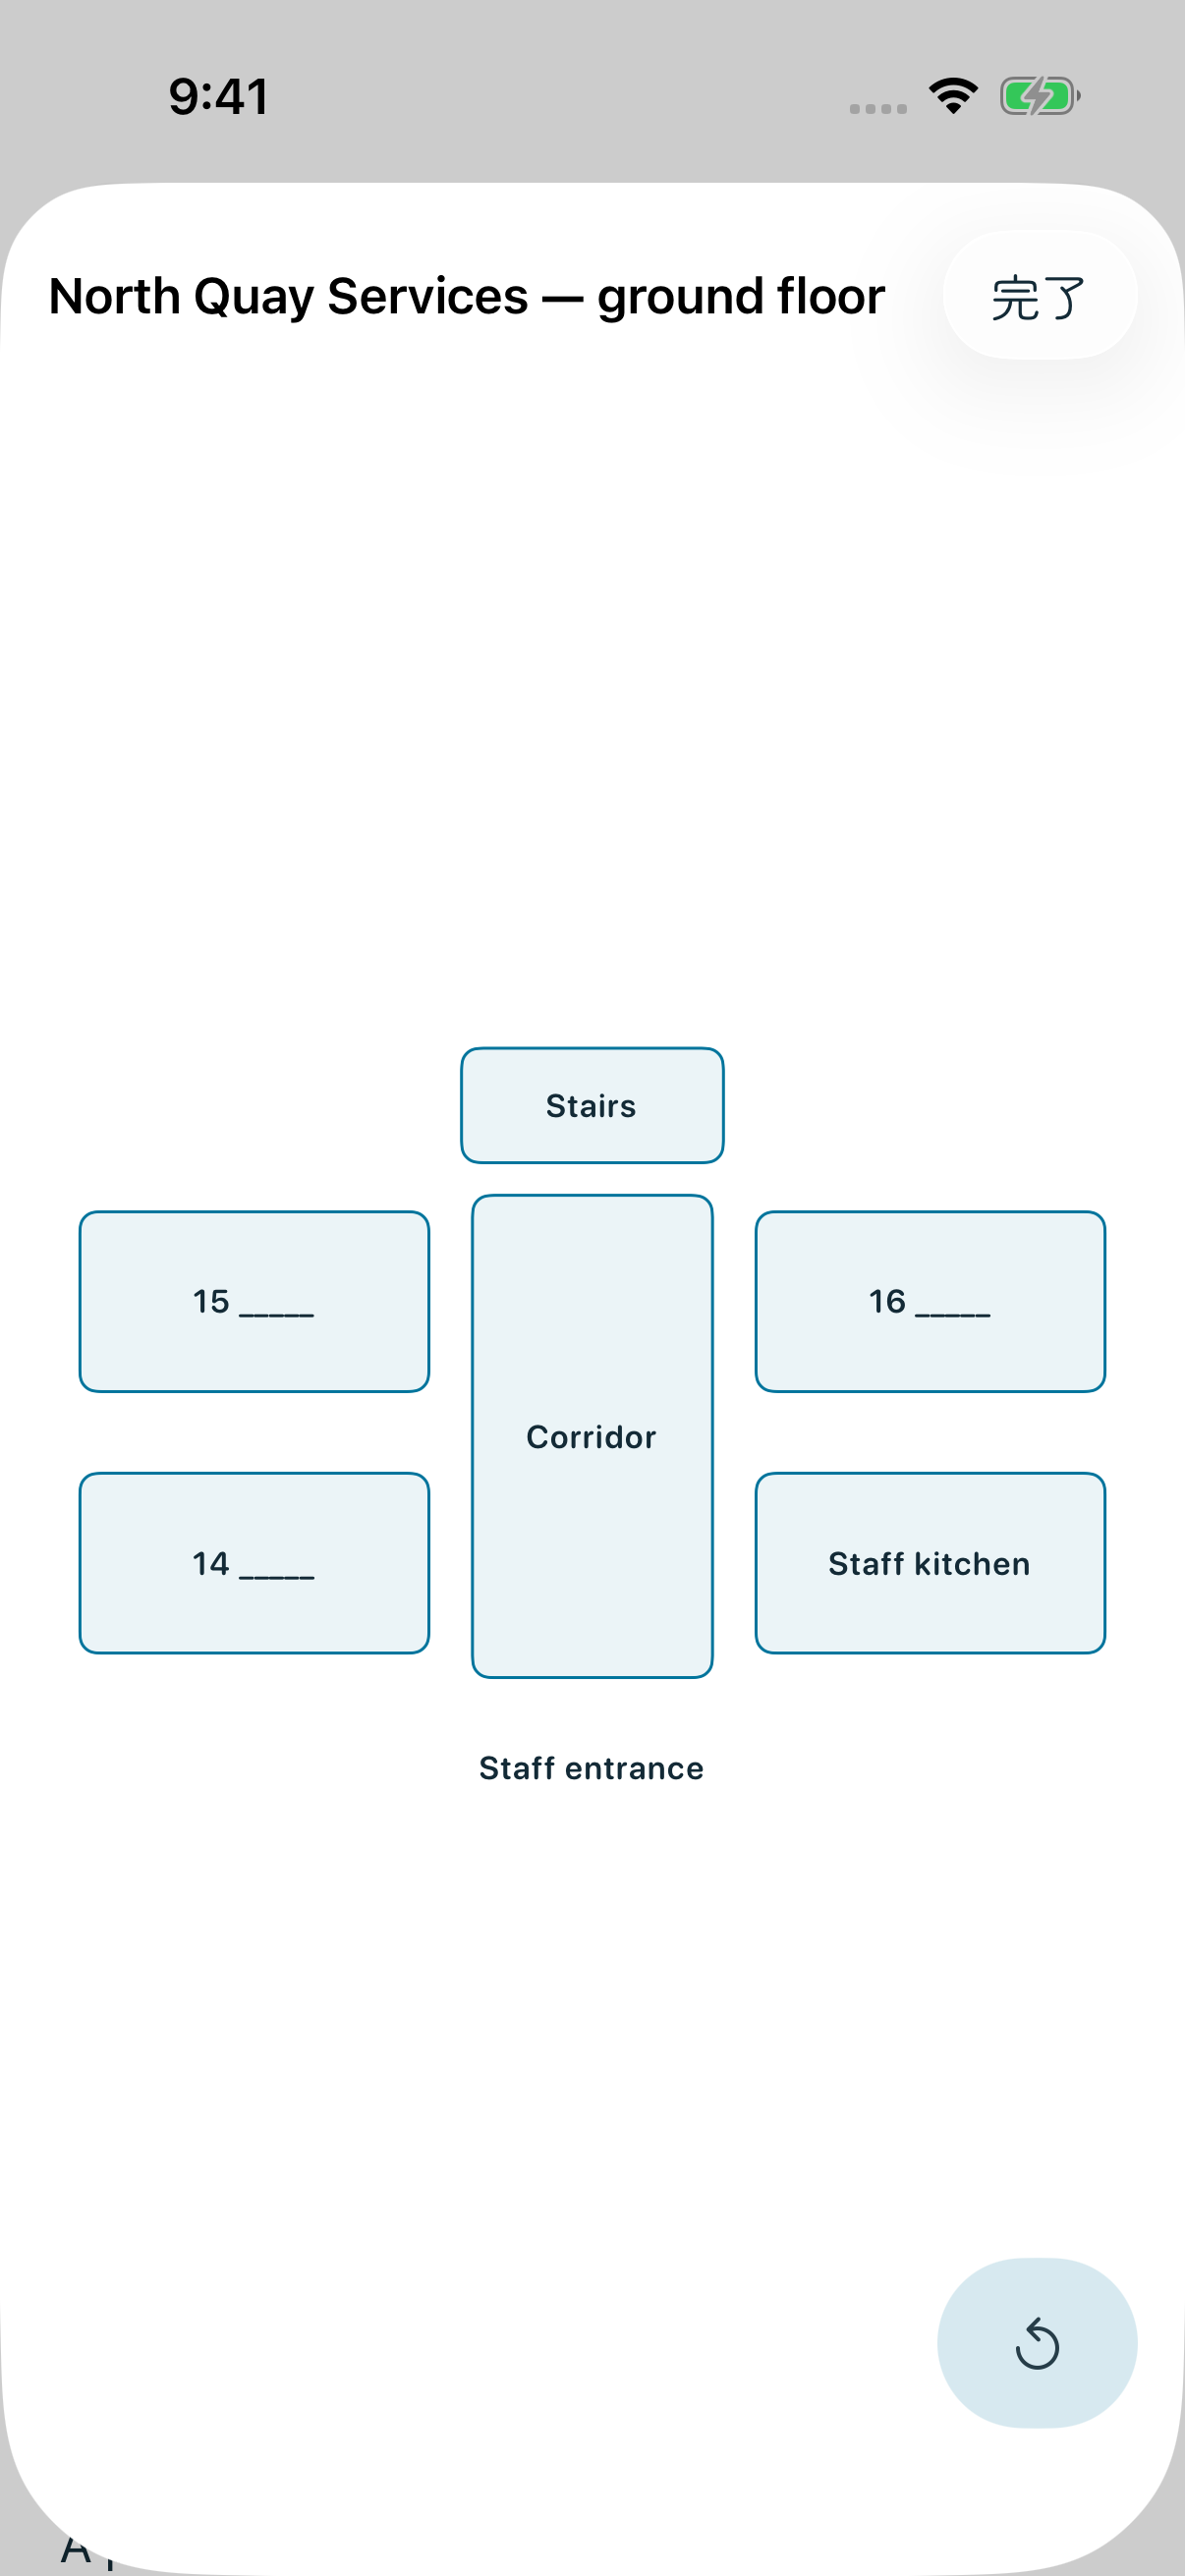 9:41
North Quay Services — ground floor
完了
Stairs
15 _____
16 _____
Corridor
14 _____
Staff kitchen
Staff entrance